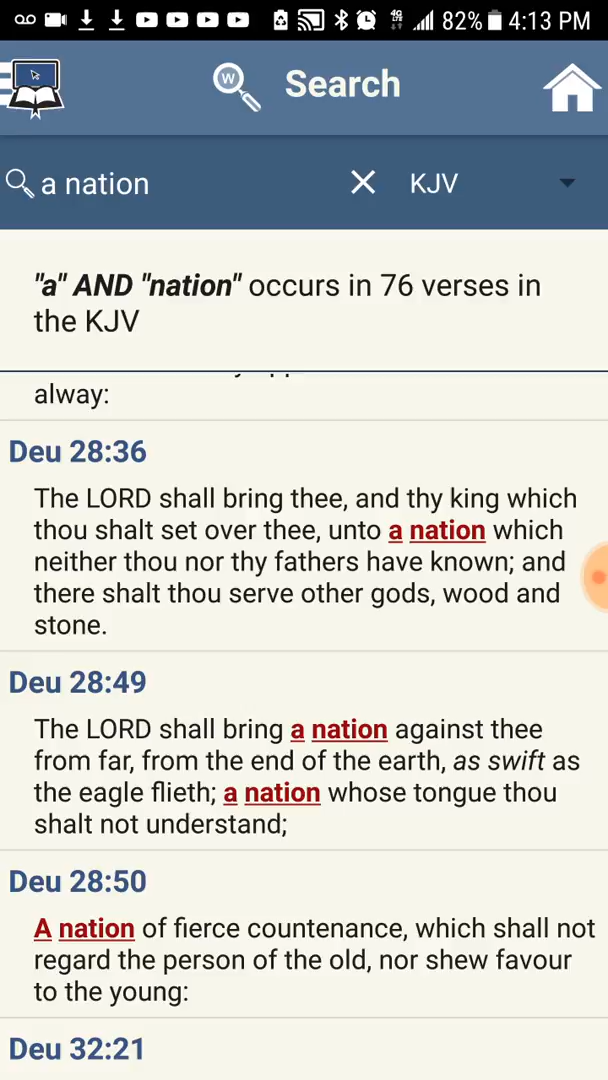 82% 4:13 PM
W
Search
a nation
KJV
"a" AND "nation" occurs in 76 verses in
the KJV
alway:
Deu 28:36
The LORD shall bring thee, and thy king which
thou shalt set over thee, unto a nation which
neither thou nor thy fathers have known; and
there shalt thou serve other gods, wood and
stone.
Deu 28:49
The LORD shall bring a nation against thee
from far, from the end of the earth, as swift as
the eagle flieth; a nation whose tongue thou
shalt not understand;
Deu 28:50
A nation of fierce countenance, which shall not
regard the person of the old, nor shew favour
to the young:
Deu 32:21